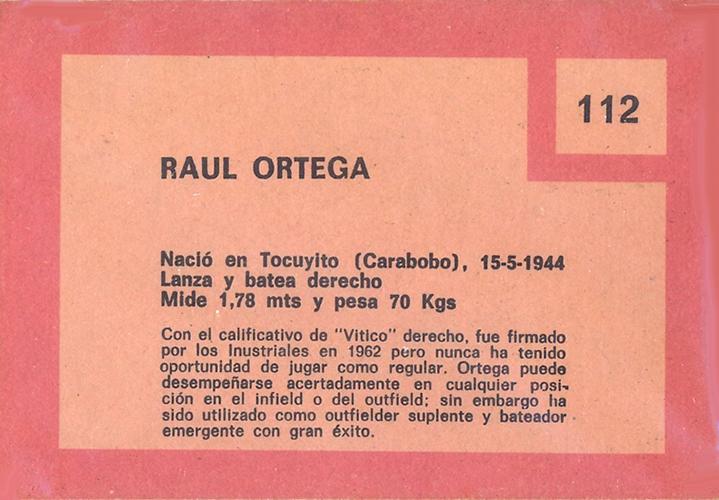 112
RAUL ORTEGA
Nació en Tocuyito (Carabobo), 15-5-1944
Lanza y batea derecho
Mide 1,78 mts y pesa 70 Kgs
Con el calificativo de "Vitico" derecho, fue firmado
por los Inustriales en 1962 pero nunca ha tenido
oportunidad de jugar como regular. Ortega puede
desempeñarse acertadamente en cualquier posi-
ción en el infield o del outfield; sin embargo ha
sido utilizado como outfielder suplente y bateador
emergente con gran éxito.